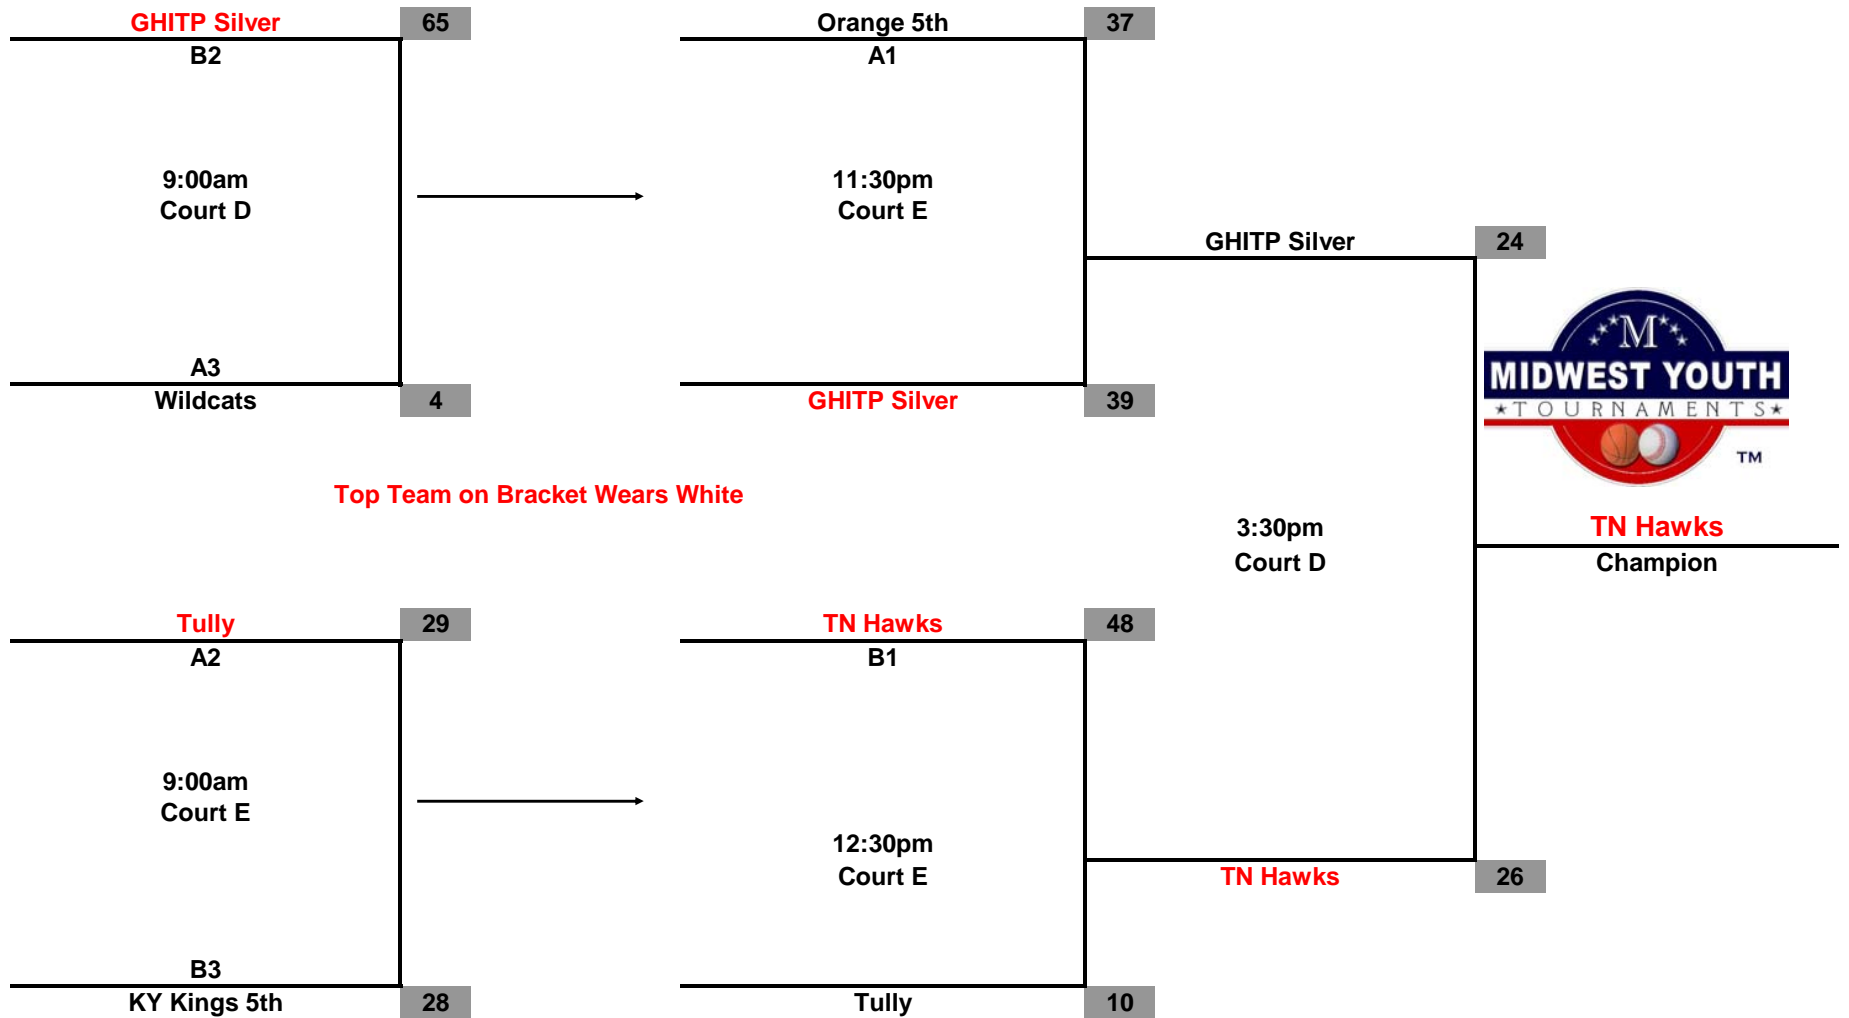 GHITP Silver 65 Orange 5th 37
B2 A1
9:00am 11:30pm
Court D Court E
GHITP Silver 24
M
MIDWEST YOUTH
TOURNAMENTS
TM
A3
Wildcats 4 GHITP Silver 39
Top Team on Bracket Wears White
3:30pm TN Hawks
Court D Champion
Tully 29 TN Hawks 48
A2 B1
9:00am
Court E
12:30pm
Court E
TN Hawks 26
B3
KY Kings 5th 28 Tully 10